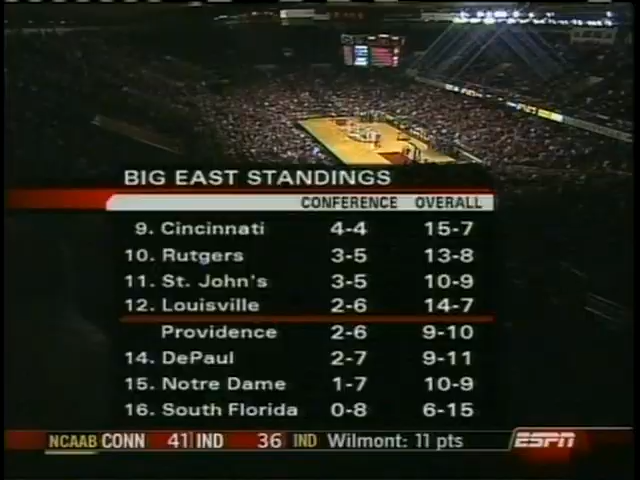 BIG EAST STANDINGS
CONFERENCE OVERALL
9. Cincinnati 4-4 15-7
10. Rutgers 3-5 13-8
11. St. John's 3-5 10-9
12. Louisville 2-6 14-7
Providence 2-6 9-10
14. DePaul 2-7 9-11
15. Notre Dame 1-7 10-9
16. South Florida 0-8 6-15
NCAAB CONN 41 IND 36 IND Wilmont: 11 pts ESPN